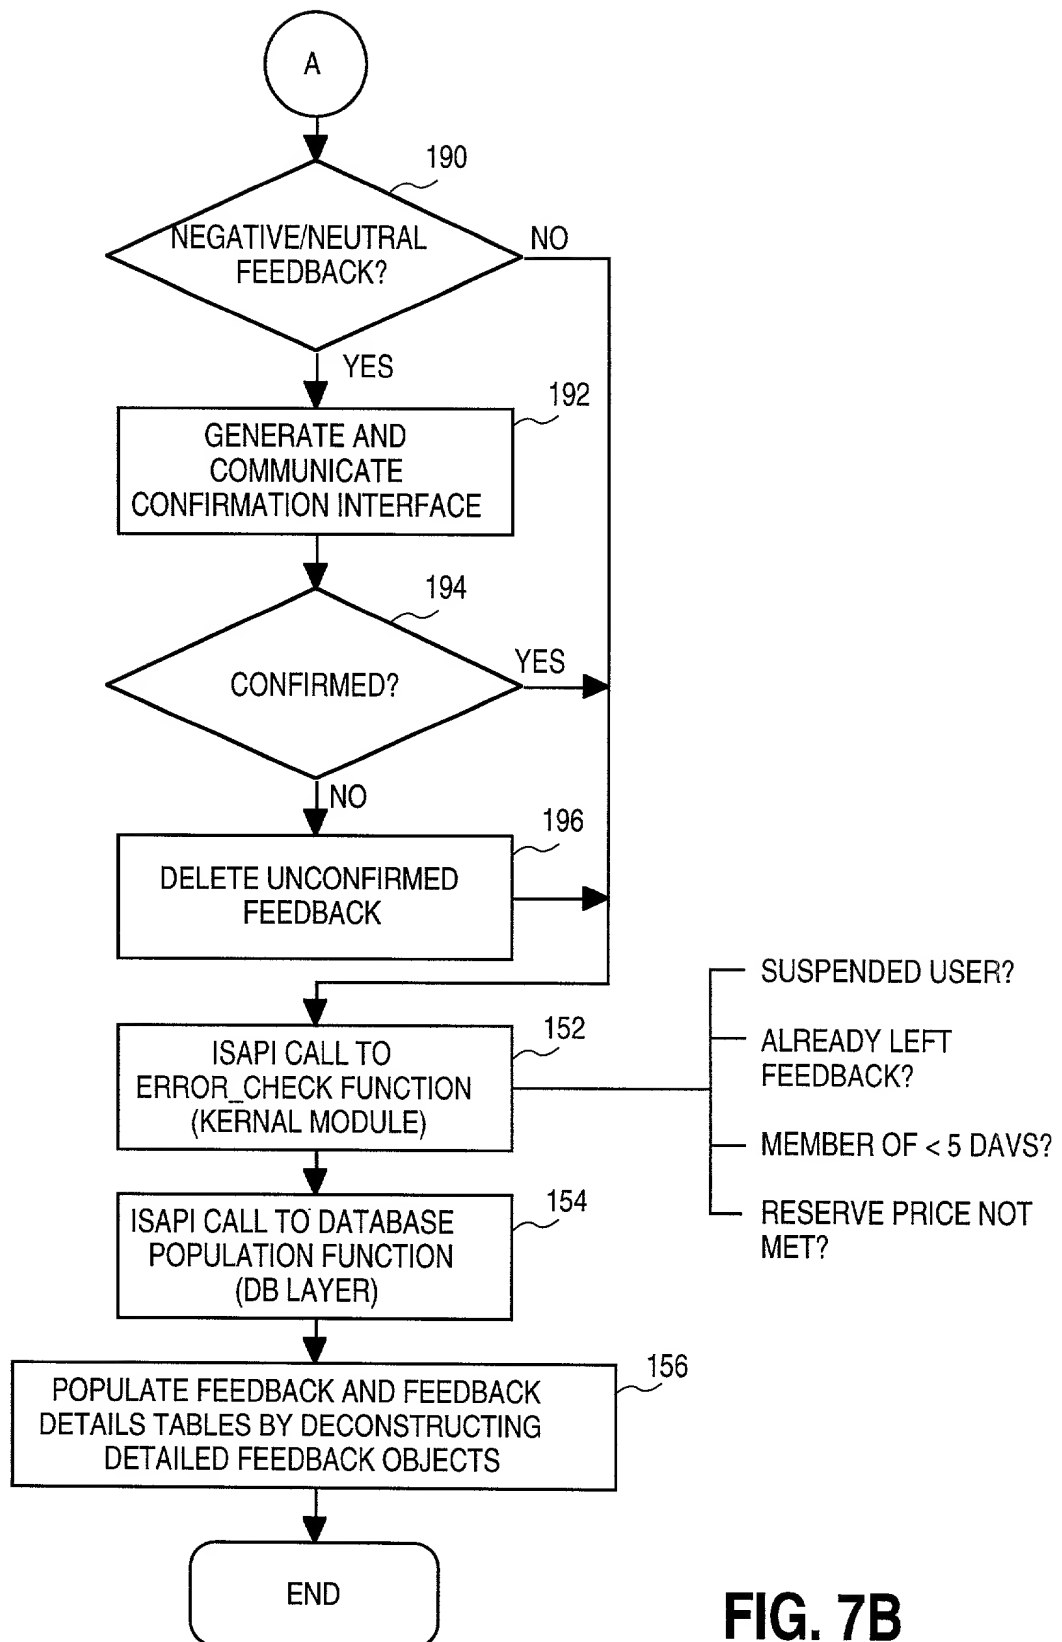 A
190
NEGATIVE/NEUTRAL
FEEDBACK?
NO
YES
192
GENERATE AND
COMMUNICATE
CONFIRMATION INTERFACE
194
CONFIRMED?
YES
NO
196
DELETE UNCONFIRMED
FEEDBACK
152
ISAPI CALL TO
ERROR_CHECK FUNCTION
(KERNAL MODULE)
SUSPENDED USER?
ALREADY LEFT
FEEDBACK?
MEMBER OF < 5 DAVS?
RESERVE PRICE NOT
MET?
154
ISAPI CALL TO DATABASE
POPULATION FUNCTION
(DB LAYER)
156
POPULATE FEEDBACK AND FEEDBACK
DETAILS TABLES BY DECONSTRUCTING
DETAILED FEEDBACK OBJECTS
END
FIG. 7B